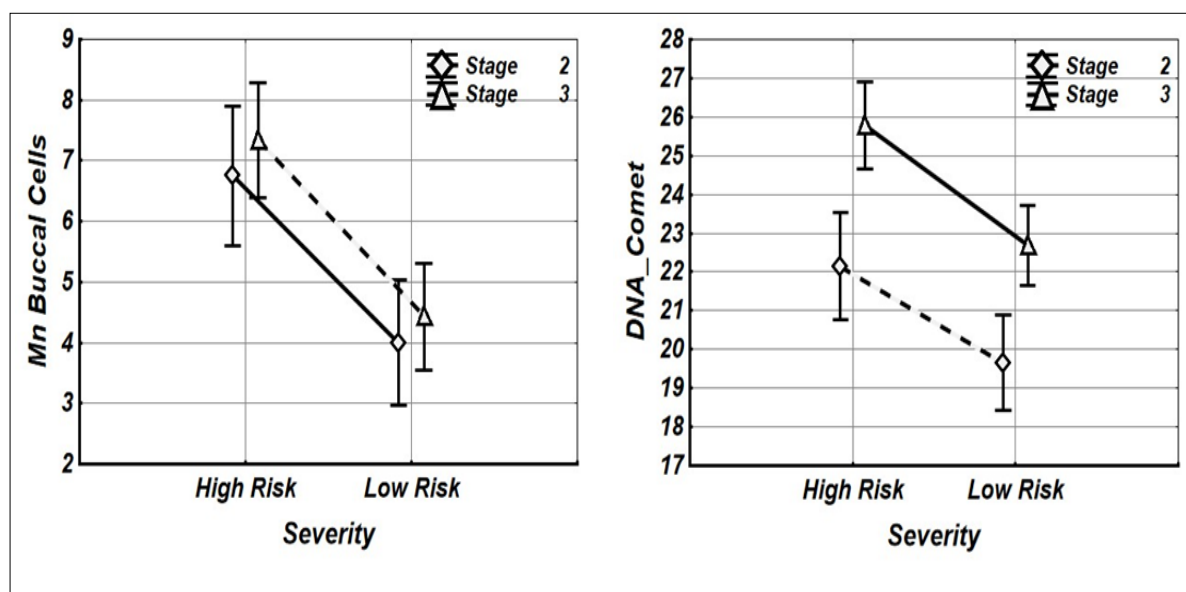 9
8
7
6
5
4
3
2
Mn Buccal Cells
Stage 2
Stage 3
High Risk Low Risk
Severity
28
27
26
25
24
23
22
21
20
19
18
17
DNA_Comet
Stage 2
Stage 3
High Risk Low Risk
Severity